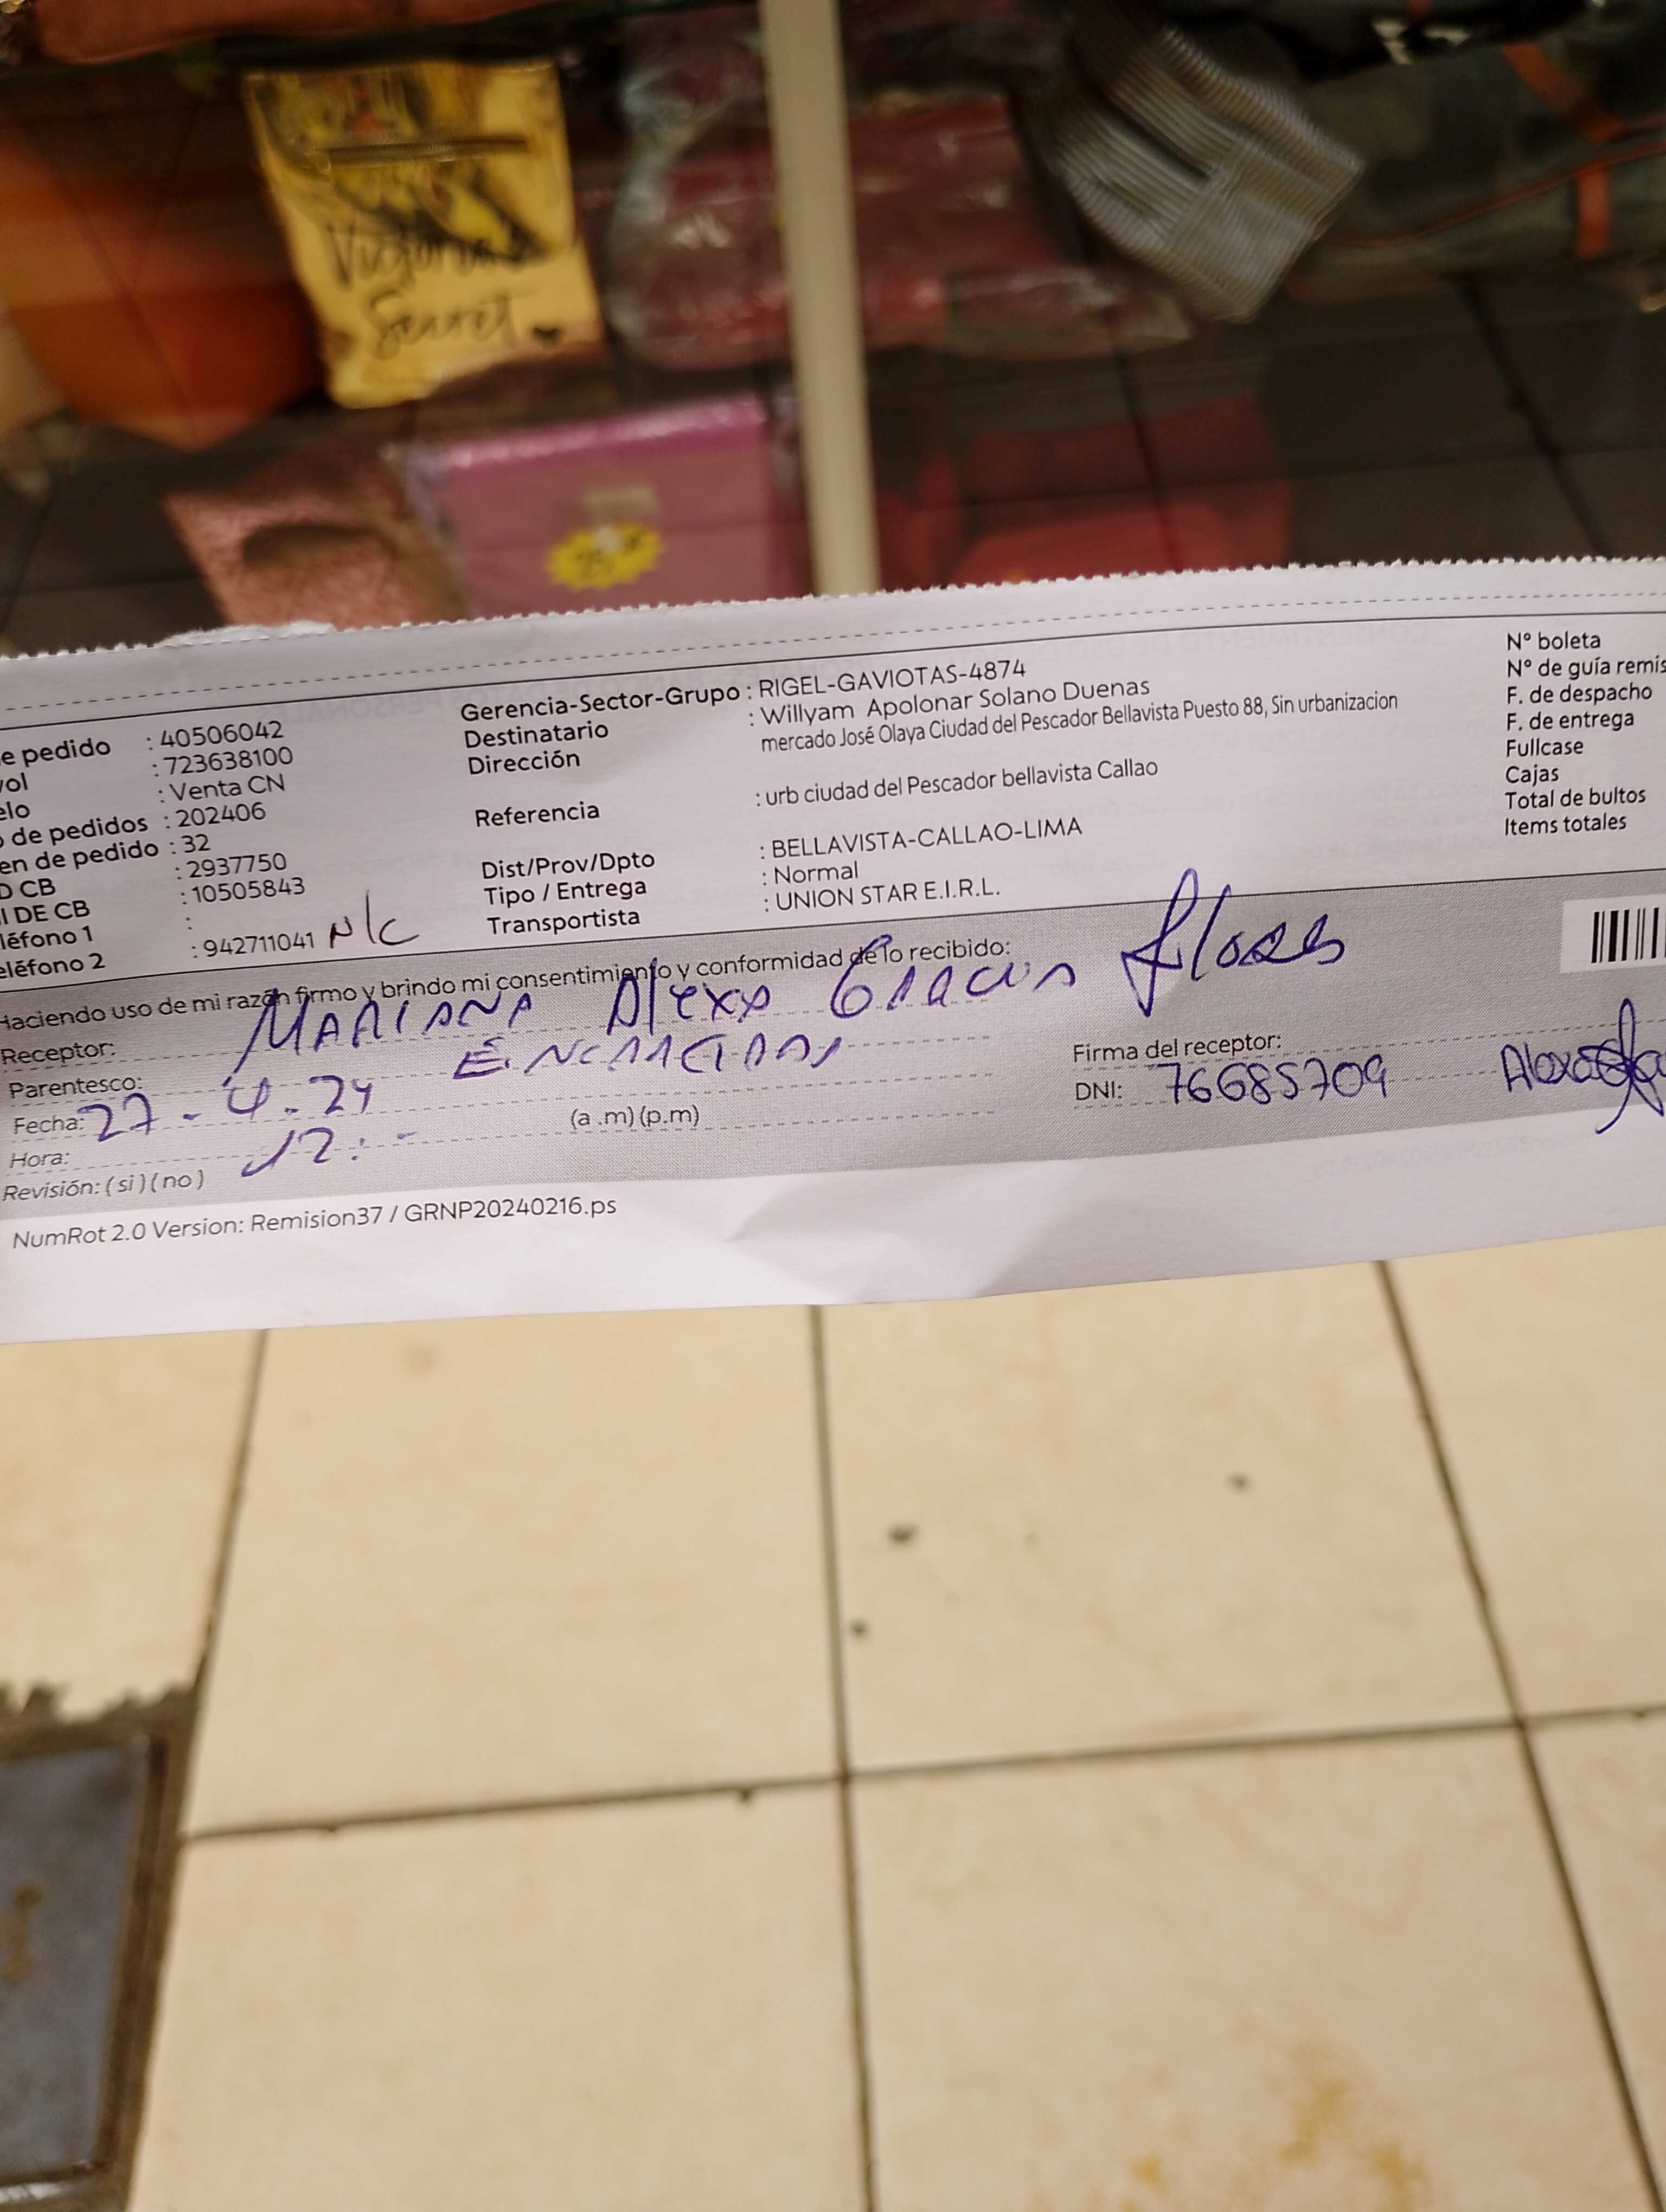 Victoria's
Secret
25
e pedido : 40506042
vol : 723638100
elo : Venta CN
o de pedidos : 202406
en de pedido : 32
D CB : 2937750
I DE CB : 10505843
léfono 1 :
eléfono 2 : 942711041 N/C
Gerencia-Sector-Grupo : RIGEL-GAVIOTAS-4874
Destinatario : Willyam Apolonar Solano Duenas
Dirección mercado José Olaya Ciudad del Pescador Bellavista Puesto 88, Sin urbanizacion
Referencia : urb ciudad del Pescador bellavista Callao
Dist/Prov/Dpto : BELLAVISTA-CALLAO-LIMA
Tipo / Entrega : Normal
Transportista : UNION STAR E.I.R.L.
N° boleta
N° de guía remis
F. de despacho
F. de entrega
Fullcase
Cajas
Total de bultos
Items totales
Haciendo uso de mi razón firmo y brindo mi consentimiento y conformidad de lo recibido:
Receptor: MARIANA Alexa Gracia flores
Parentesco: ENCARGADA
Fecha: 27-4-24
Hora: 12:- (a.m) (p.m)
Revisión: ( si ) ( no )
Firma del receptor:
DNI: 76685709
NumRot 2.0 Version: Remision37 / GRNP20240216.ps